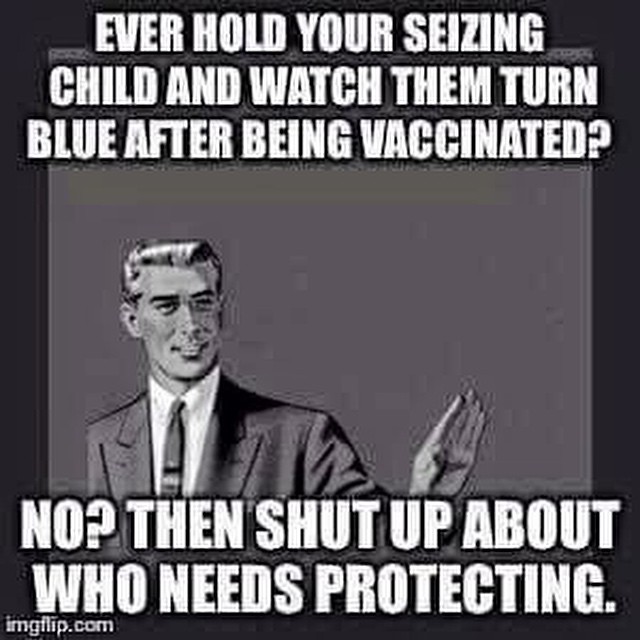 EVER HOLD YOUR SEIZING
CHILD AND WATCH THEM TURN
BLUE AFTER BEING VACCINATED?
NO? THEN SHUT UP ABOUT
WHO NEEDS PROTECTING.
imgflip.com